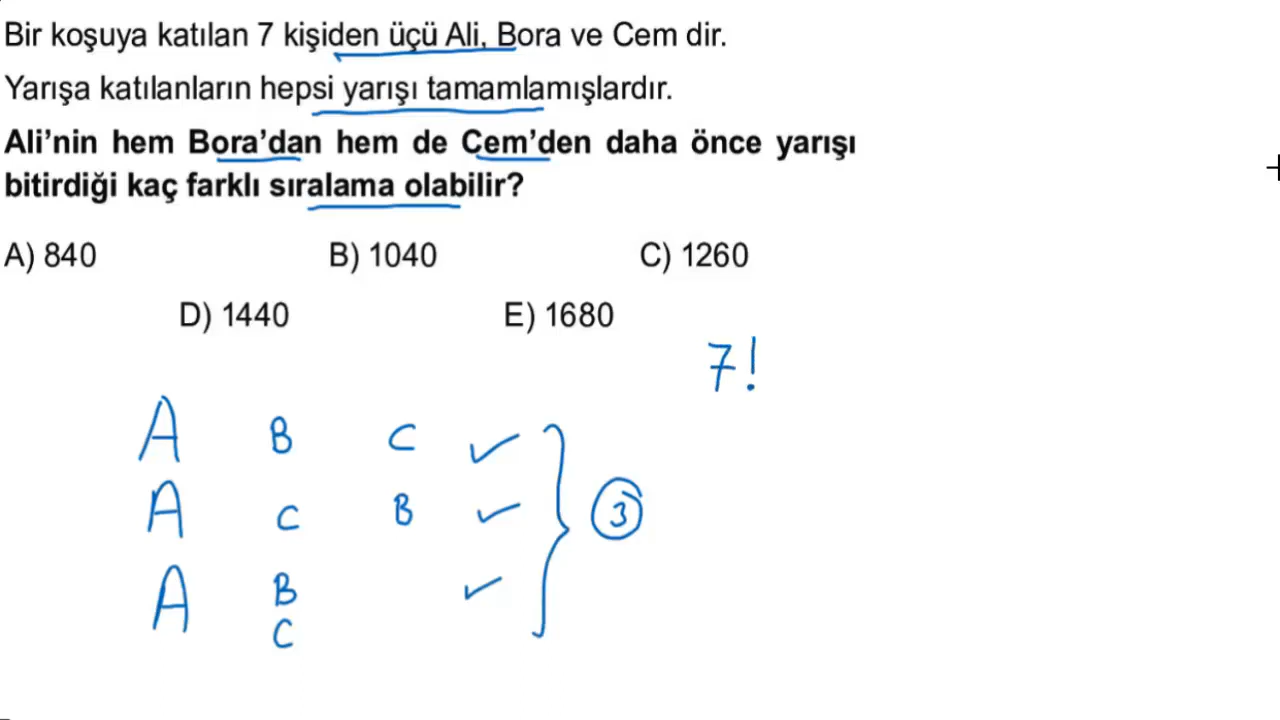 Bir koşuya katılan 7 kişiden üçü Ali, Bora ve Cem dir.
Yarışa katılanların hepsi yarışı tamamlamışlardır.
Ali'nin hem Bora'dan hem de Cem'den daha önce yarışı
bitirdiği kaç farklı sıralama olabilir?
A) 840 B) 1040 C) 1260
D) 1440 E) 1680
7!
A B C ✓
A C B ✓ 3
A B ✓
C